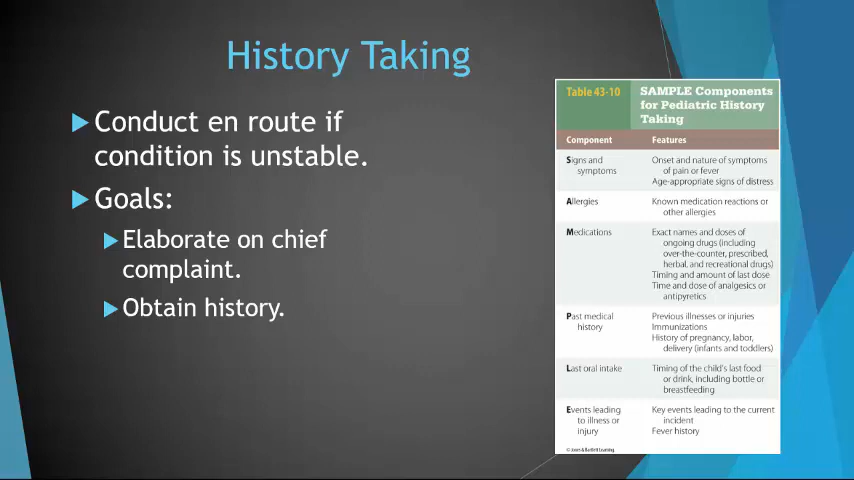 History Taking
Conduct en route if
condition is unstable.
Goals:
Elaborate on chief
complaint.
Obtain history.
Table 43-10 SAMPLE Components
for Pediatric History
Taking
Component Features
Signs and Onset and nature of symptoms
symptoms of pain or fever
Age-appropriate signs of distress
Allergies Known medication reactions or
other allergies
Medications Exact names and doses of
ongoing drugs (including
over-the-counter, prescribed,
herbal, and recreational drugs)
Timing and amount of last dose
Time and dose of analgesics or
antipyretics
Past medical Previous illnesses or injuries
history Immunizations
History of pregnancy, labor,
delivery (infants and toddlers)
Last oral intake Timing of the child's last food
or drink, including bottle or
breastfeeding
Events leading Key events leading to the current
to illness or incident
injury Fever history
© Jones & Bartlett Learning.